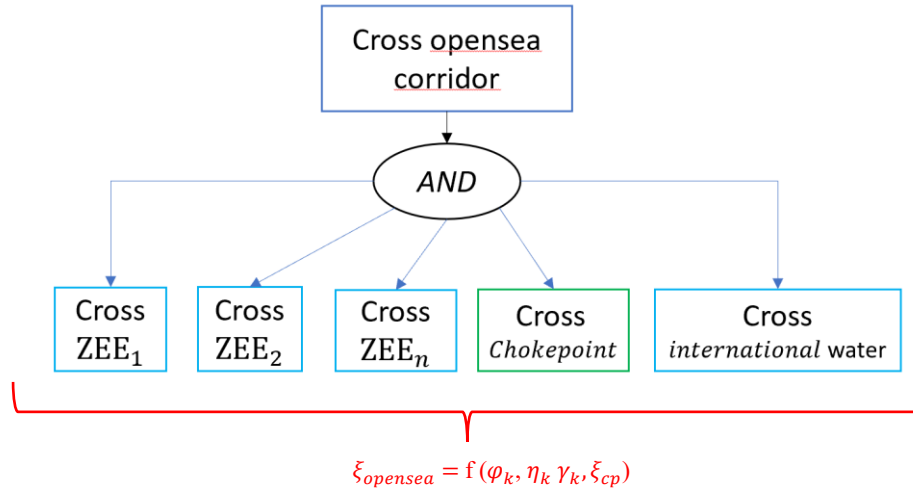 Cross opensea
corridor
AND
Cross
ZEE₁
Cross
ZEE₂
Cross
ZEEₙ
Cross
Chokepoint
Cross
international water
ξ_opensea = f (φ_k, η_k γ_k, ξ_cp)